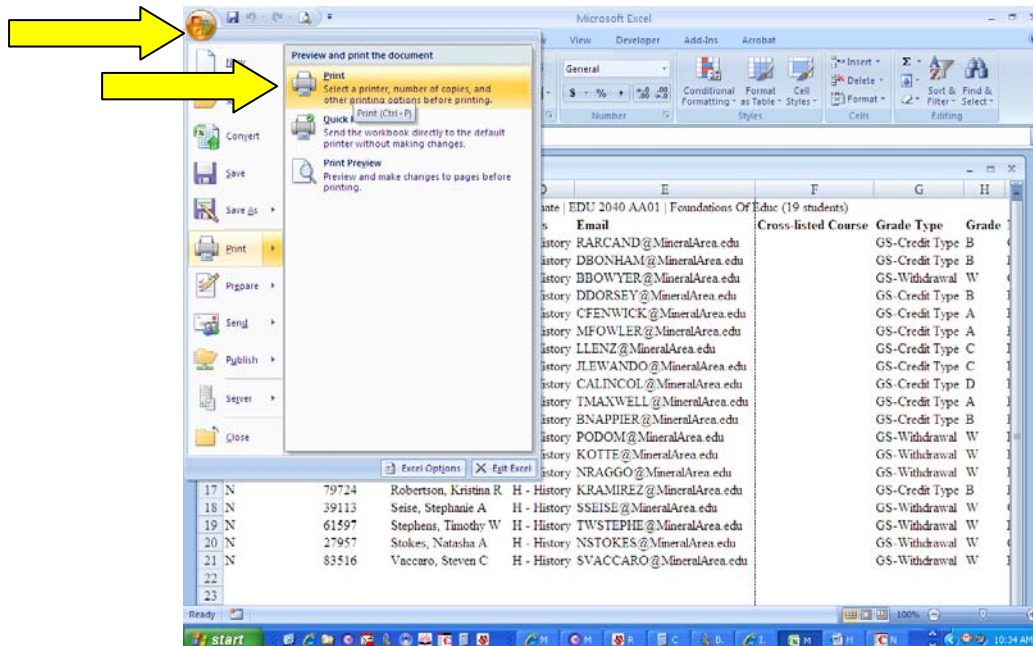 Microsoft Excel
View Developer Add-Ins Acrobat
Preview and print the document
Print
Select a printer, number of copies, and
other printing options before printing.
Print (Ctrl+P)
Quick
Send the workbook directly to the default
printer without making changes.
Print Preview
Preview and make changes to pages before
printing.
New
Convert
Save
Save As
Print
Prepare
Send
Publish
Server
Close
Excel Options Exit Excel
General
$ % ,
Number
Conditional Formatting
Format as Table
Cell Styles
Styles
Insert
Delete
Format
Cells
Σ
Sort & Filter
Find & Select
Editing
E F G H
EDU 2040 AA01 | Foundations Of Educ (19 students)
Email Cross-listed Course Grade Type Grade
istory RARCAND@MineralArea.edu GS-Credit Type B
istory DBONHAM@MineralArea.edu GS-Credit Type B
istory BBOWYER@MineralArea.edu GS-Withdrawal W
istory DDORSEY@MineralArea.edu GS-Credit Type B
istory CFENWICK@MineralArea.edu GS-Credit Type A
istory MFOWLER@MineralArea.edu GS-Credit Type A
istory LLENZ@MineralArea.edu GS-Credit Type C
istory JLEWANDO@MineralArea.edu GS-Credit Type C
istory CALINCOL@MineralArea.edu GS-Credit Type D
istory TMAXWELL@MineralArea.edu GS-Credit Type A
istory BNAPPIER@MineralArea.edu GS-Credit Type B
istory PODOM@MineralArea.edu GS-Withdrawal W
istory KOTTE@MineralArea.edu GS-Withdrawal W
istory NRAGGO@MineralArea.edu GS-Withdrawal W
17 N 79724 Robertson, Kristina R H - History KRAMIREZ@MineralArea.edu GS-Credit Type B
18 N 39113 Seise, Stephanie A H - History SSEISE@MineralArea.edu GS-Withdrawal W
19 N 61597 Stephens, Timothy W H - History TWSTEPHE@MineralArea.edu GS-Withdrawal W
20 N 27957 Stokes, Natasha A H - History NSTOKES@MineralArea.edu GS-Withdrawal W
21 N 83516 Vaccaro, Steven C H - History SVACCARO@MineralArea.edu GS-Withdrawal W
22
23
Ready 100%
start 10:34 AM